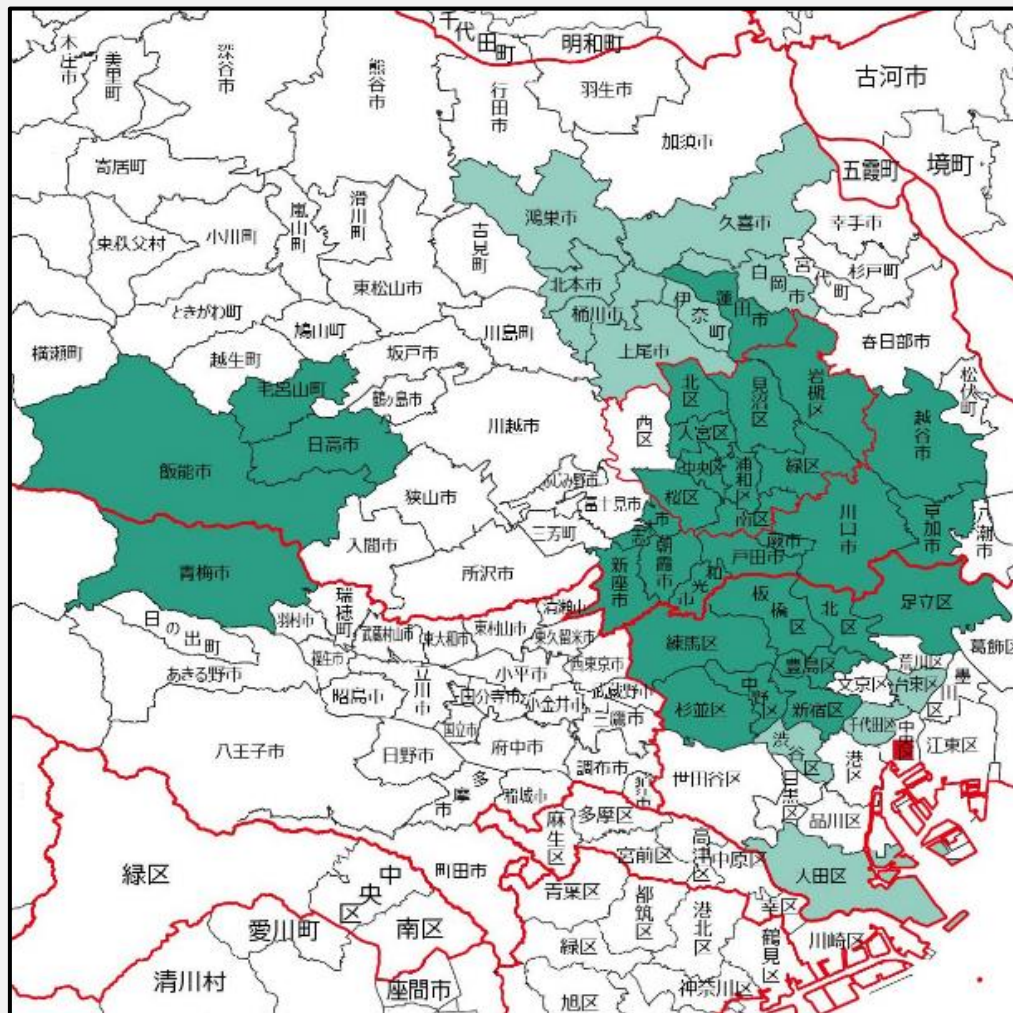 本庄市
美里町
深谷市
熊谷市
千代田町
明和町
行田市
羽生市
加須市
古河市
五霞町
境町
寄居町
嵐山町
滑川町
吉見町
鴻巣市
久喜市
幸手市
東秩父村
小川町
東松山市
北本市
白岡市
宮代町
杉戸町
ときがわ町
鳩山町
川島町
桶川市
伊奈町
蓮田市
横瀬町
越生町
坂戸市
上尾市
春日部市
松伏町
毛呂山町
鶴ヶ島市
川越市
西区
北区
見沼区
岩槻区
越谷市
日高市
大宮区
飯能市
ふじみ野市
中央区
浦和区
緑区
狭山市
富士見市
桜区
南区
川口市
草加市
八潮市
入間市
三芳町
志木市
朝霞市
戸田市
蕨市
青梅市
所沢市
新座市
和光市
足立区
日の出町
羽村市
瑞穂町
武蔵村山市
東大和市
東村山市
清瀬市
東久留米市
板橋区
北区
練馬区
葛飾区
あきる野市
福生市
昭島市
立川市
小平市
西東京市
豊島区
荒川区
文京区
台東区
墨田区
国分寺市
小金井市
武蔵野市
杉並区
中野区
新宿区
千代田区
中央区
江東区
八王子市
日野市
国立市
府中市
三鷹市
調布市
狛江市
世田谷区
渋谷区
目黒区
港区
品川区
多摩市
稲城市
麻生区
多摩区
宮前区
高津区
中原区
大田区
緑区
中央区
町田市
青葉区
都筑区
港北区
幸区
愛川町
南区
緑区
鶴見区
川崎区
清川村
座間市
旭区
神奈川区